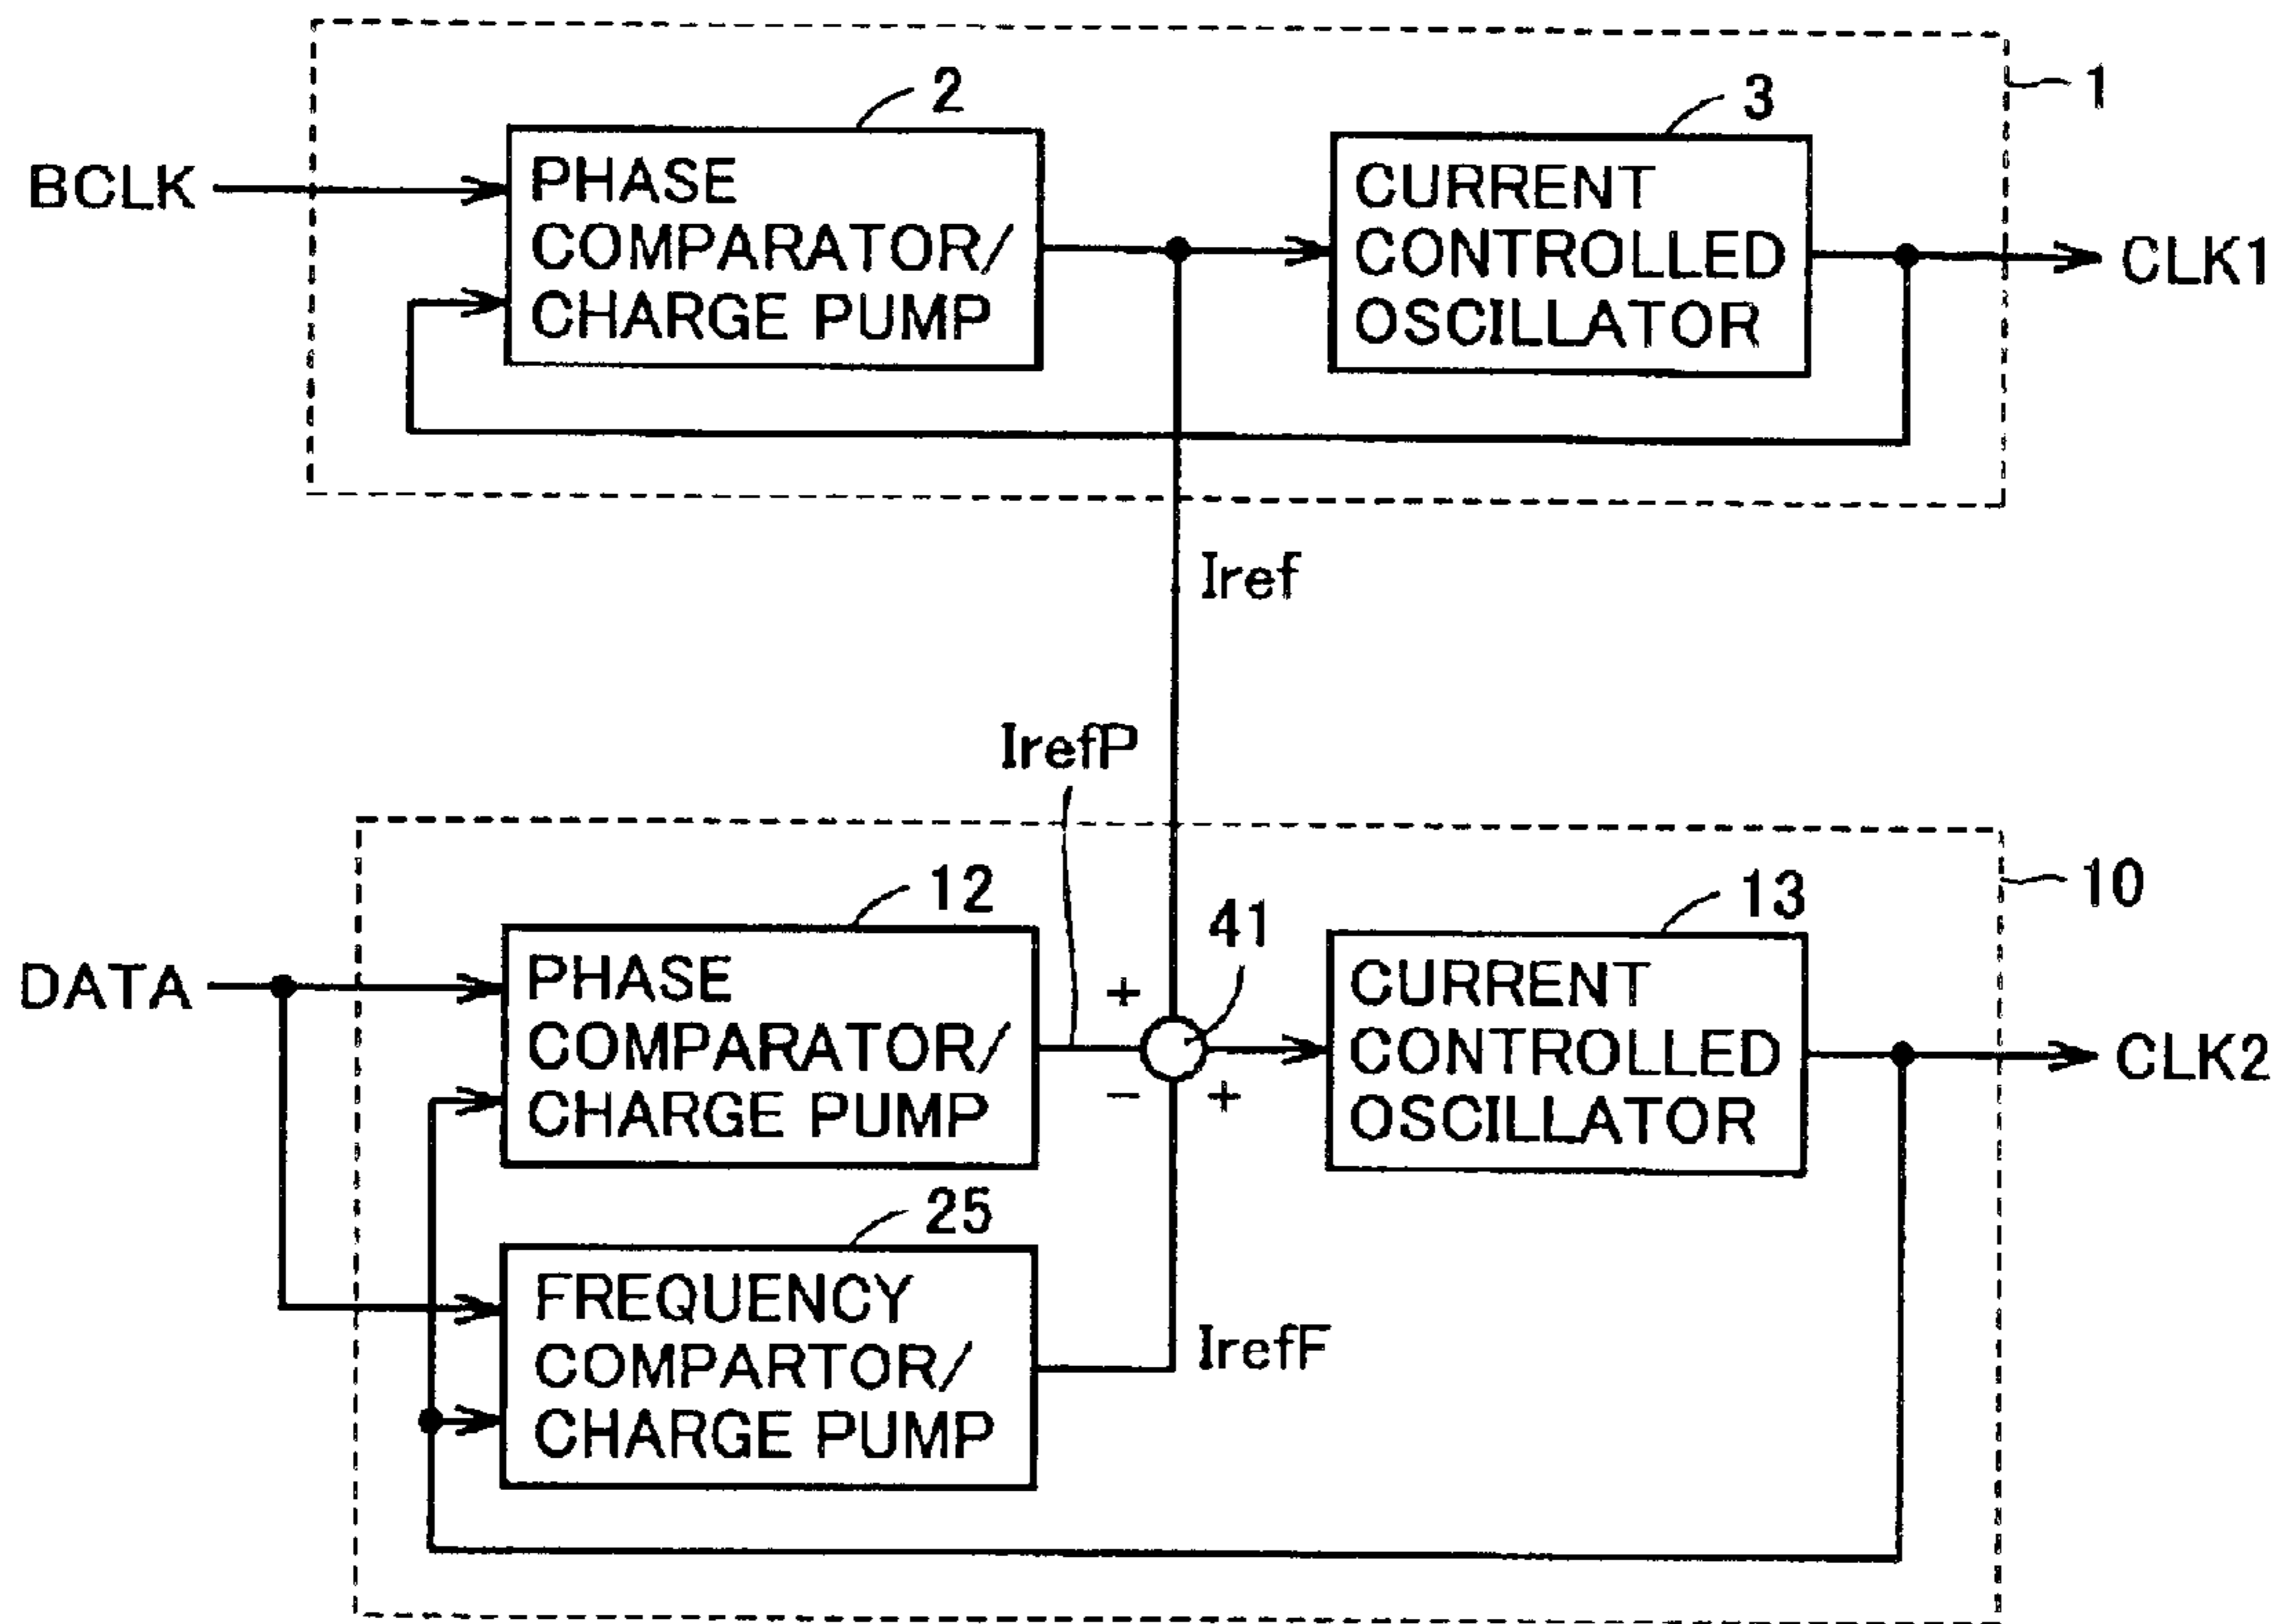 1
2
3
BCLK
PHASE
COMPARATOR/
CHARGE PUMP
CURRENT
CONTROLLED
OSCILLATOR
CLK1
Iref
IrefP
10
12
41
13
DATA
PHASE
COMPARATOR/
CHARGE PUMP
+
−
+
CURRENT
CONTROLLED
OSCILLATOR
CLK2
25
FREQUENCY
COMPARTOR/
CHARGE PUMP
IrefF